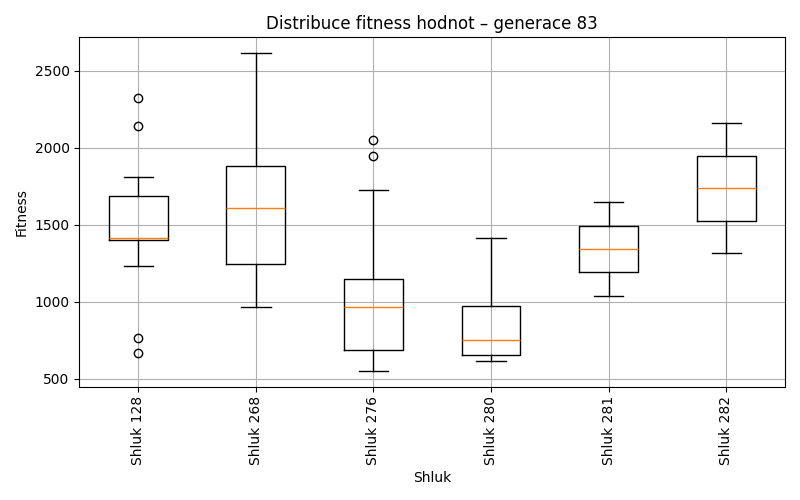 Distribuce fitness hodnot – generace 83
Fitness
2500
2000
1500
1000
500
Shluk 128
Shluk 268
Shluk 276
Shluk 280
Shluk 281
Shluk 282
Shluk